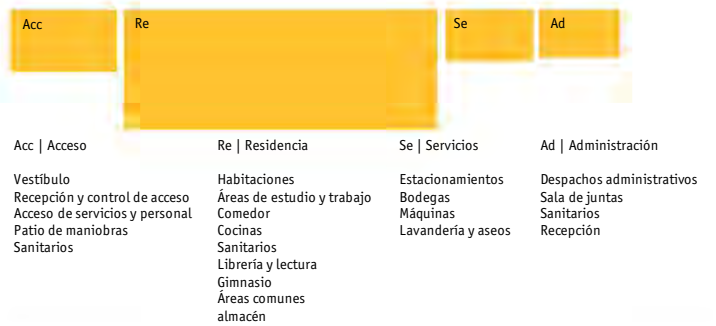 Acc
Re
Se
Ad
Acc | Acceso
Vestíbulo
Recepción y control de acceso
Acceso de servicios y personal
Patio de maniobras
Sanitarios
Re | Residencia
Habitaciones
Áreas de estudio y trabajo
Comedor
Cocinas
Sanitarios
Librería y lectura
Gimnasio
Áreas comunes
almacén
Se | Servicios
Estacionamientos
Bodegas
Máquinas
Lavandería y aseos
Ad | Administración
Despachos administrativos
Sala de juntas
Sanitarios
Recepción